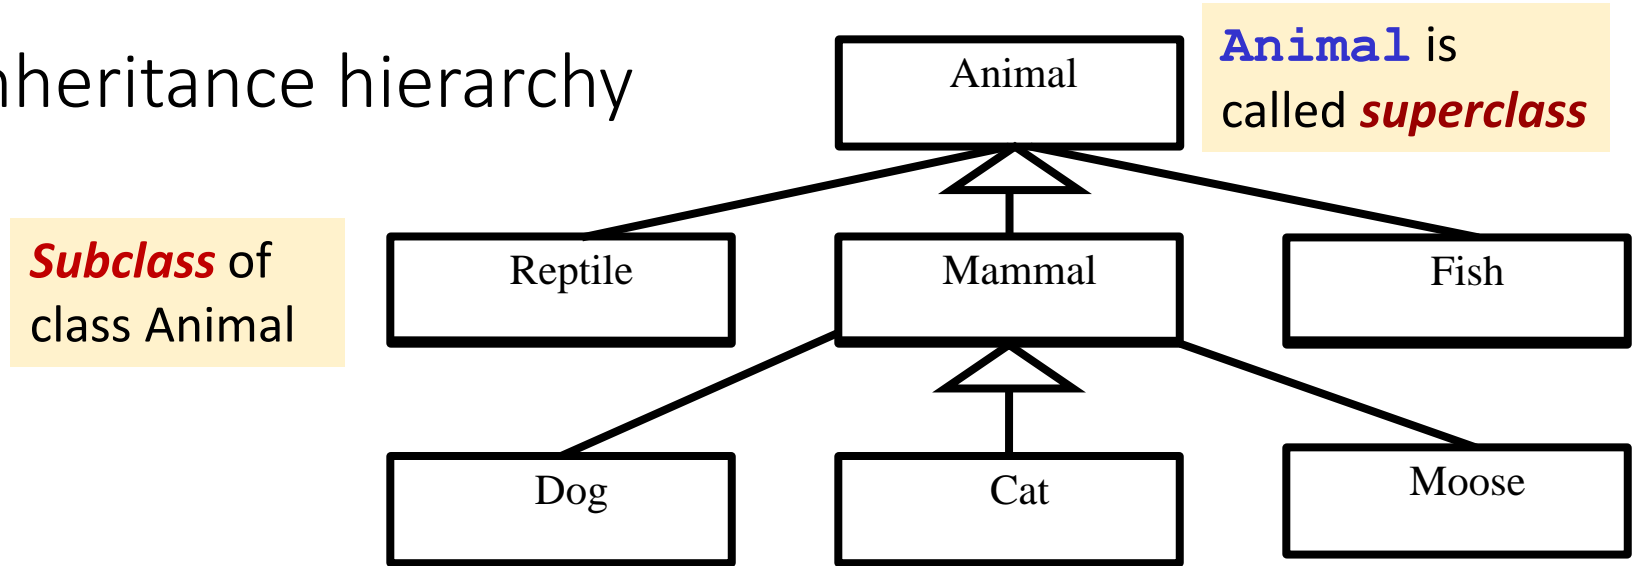 nheritance hierarchy
Animal
Animal is
called superclass
Subclass of
class Animal
Reptile
Mammal
Fish
Dog
Cat
Moose